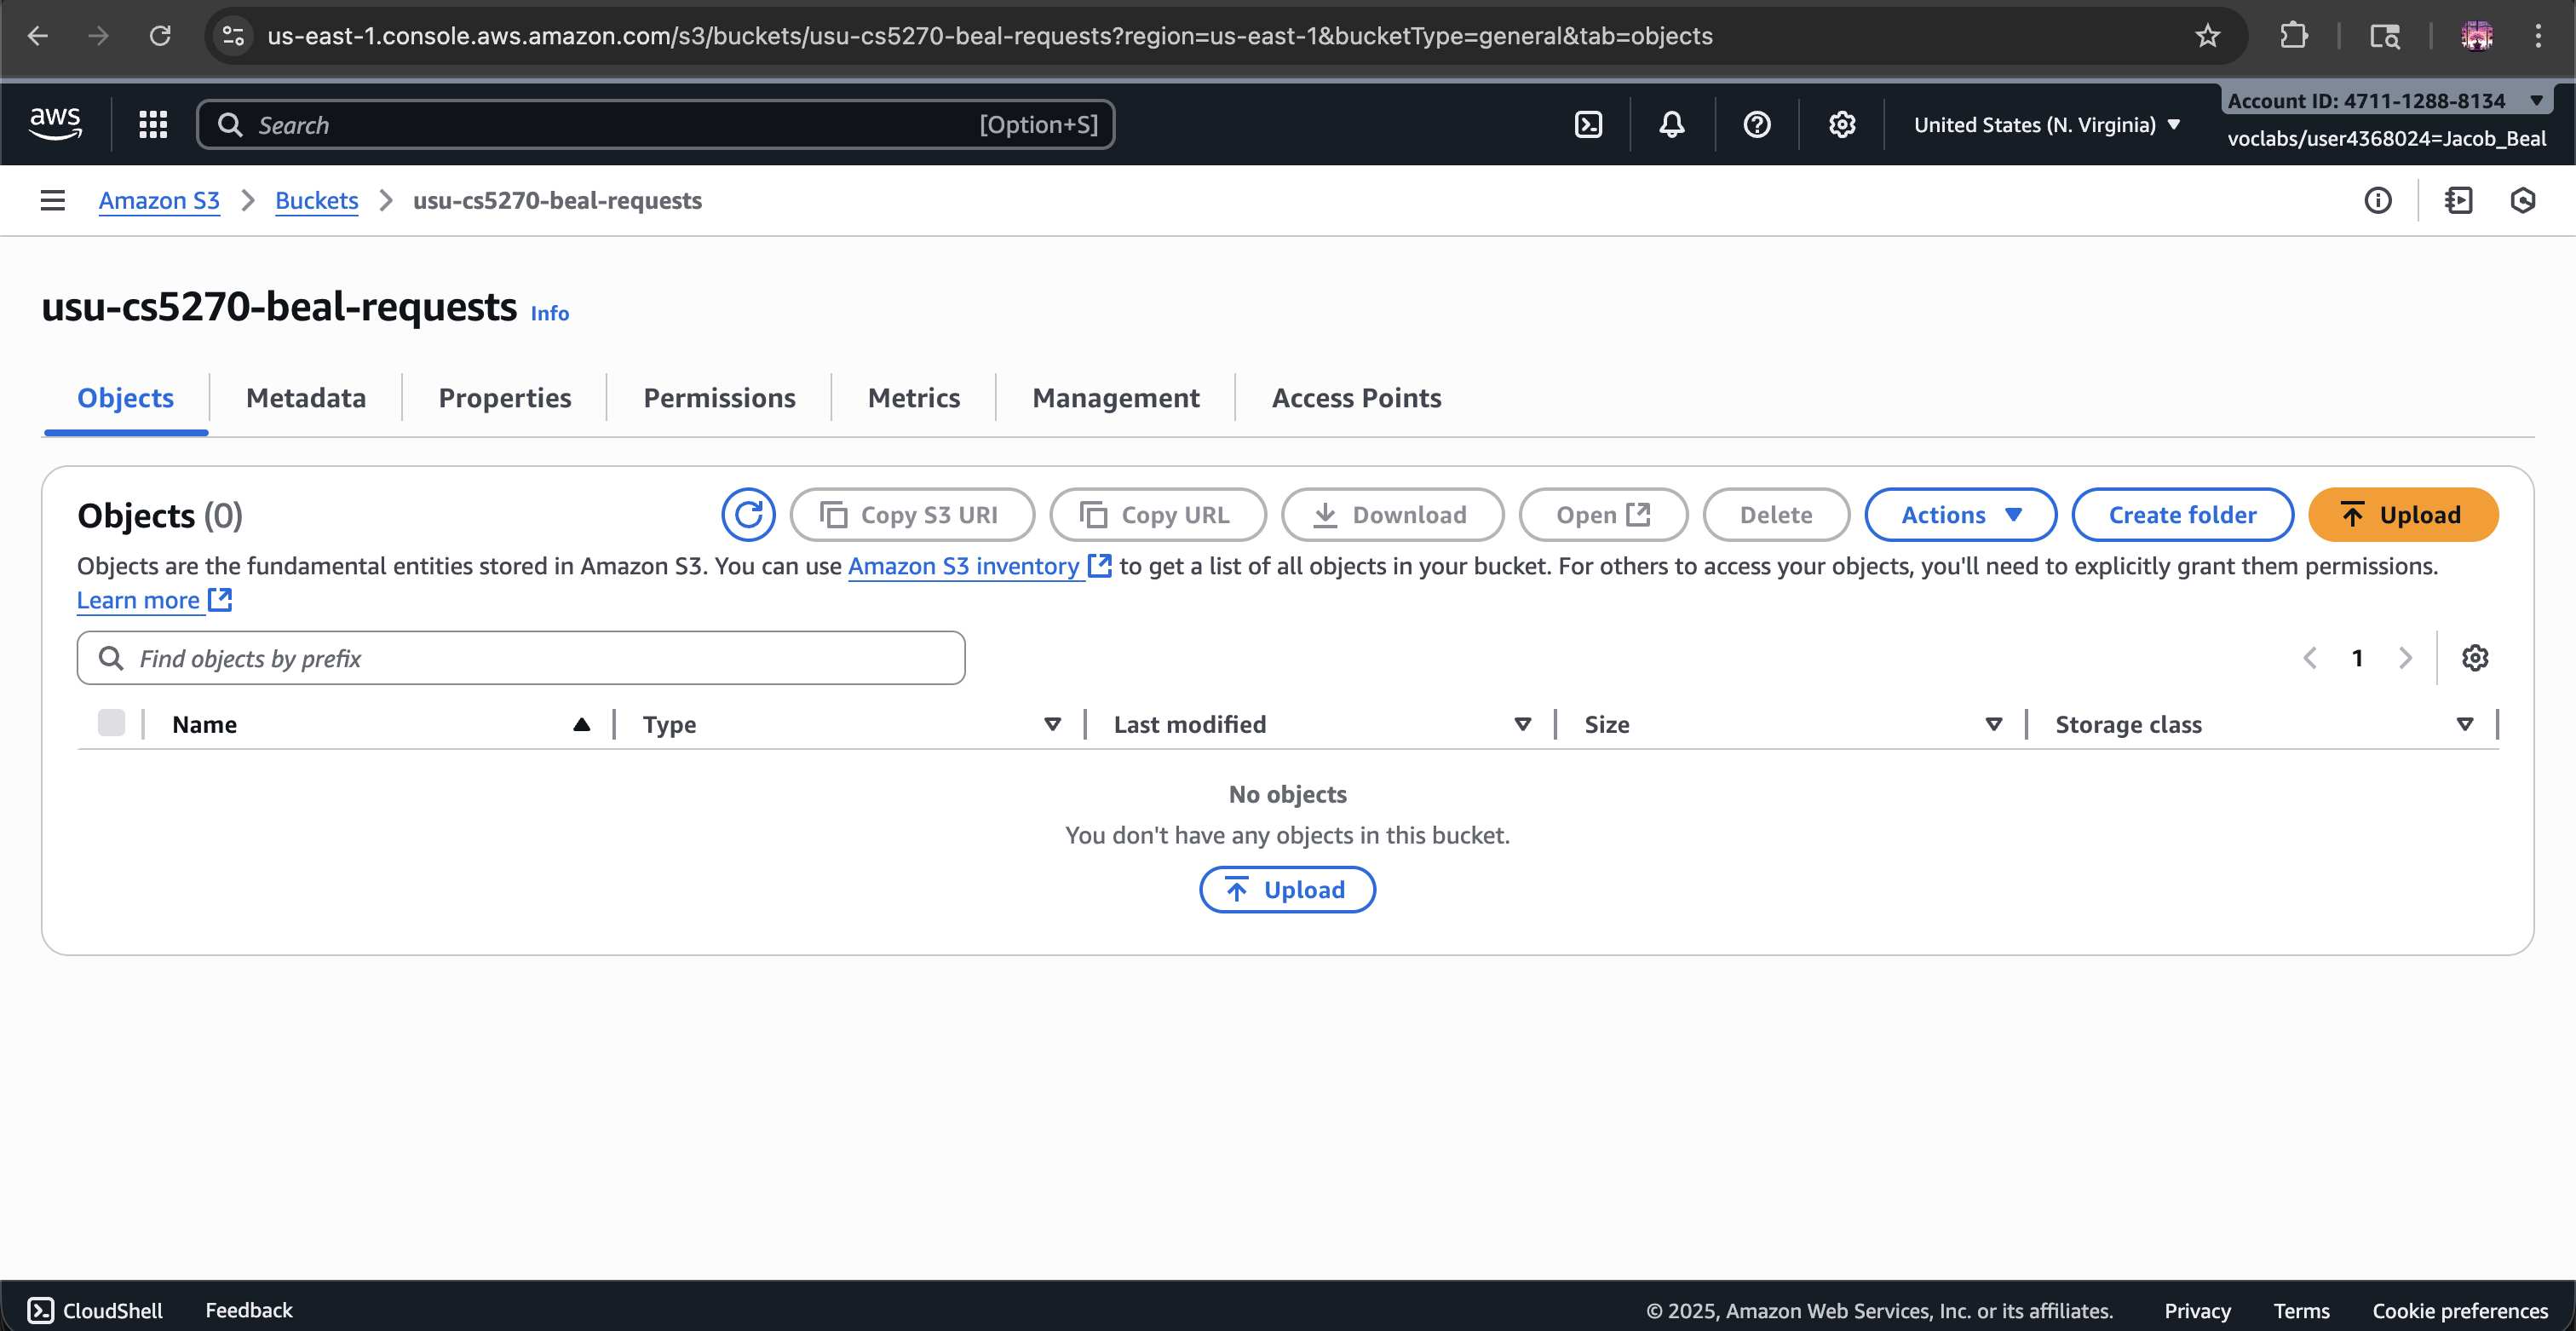 us-east-1.console.aws.amazon.com/s3/buckets/usu-cs5270-beal-requests?region=us-east-1&bucketType=general&tab=objects
aws
Search [Option+S]
United States (N. Virginia)
Account ID: 4711-1288-8134
voclabs/user4368024=Jacob_Beal
Amazon S3 > Buckets > usu-cs5270-beal-requests
usu-cs5270-beal-requests Info
Objects Metadata Properties Permissions Metrics Management Access Points
Objects (0)
Copy S3 URI Copy URL Download Open Delete Actions Create folder Upload
Objects are the fundamental entities stored in Amazon S3. You can use Amazon S3 inventory to get a list of all objects in your bucket. For others to access your objects, you'll need to explicitly grant them permissions.
Learn more
Find objects by prefix
1
Name Type Last modified Size Storage class
No objects
You don't have any objects in this bucket.
Upload
CloudShell Feedback © 2025, Amazon Web Services, Inc. or its affiliates. Privacy Terms Cookie preferences